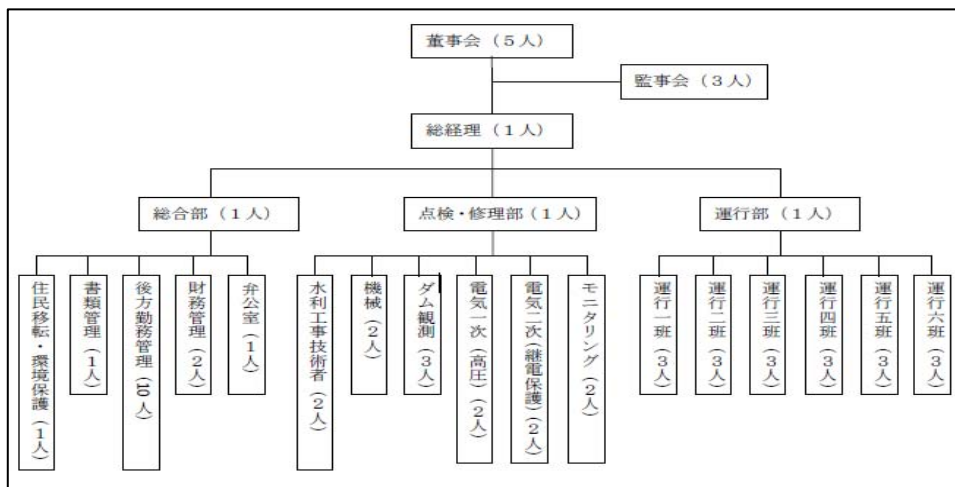 董事会（５人）
監事会（３人）
総経理（１人）
総合部（１人）
点検・修理部（１人）
運行部（１人）
住民移転・環境保護（１人）
書類管理（１人）
後方勤務管理（10人）
財務管理（２人）
弁公室（１人）
水利工事技術者（２人）
機械（２人）
ダム観測（３人）
電気一次（高圧）（２人）
電気二次（継電保護）（２人）
モニタリング（２人）
運行一班（３人）
運行二班（３人）
運行三班（３人）
運行四班（３人）
運行五班（３人）
運行六班（３人）